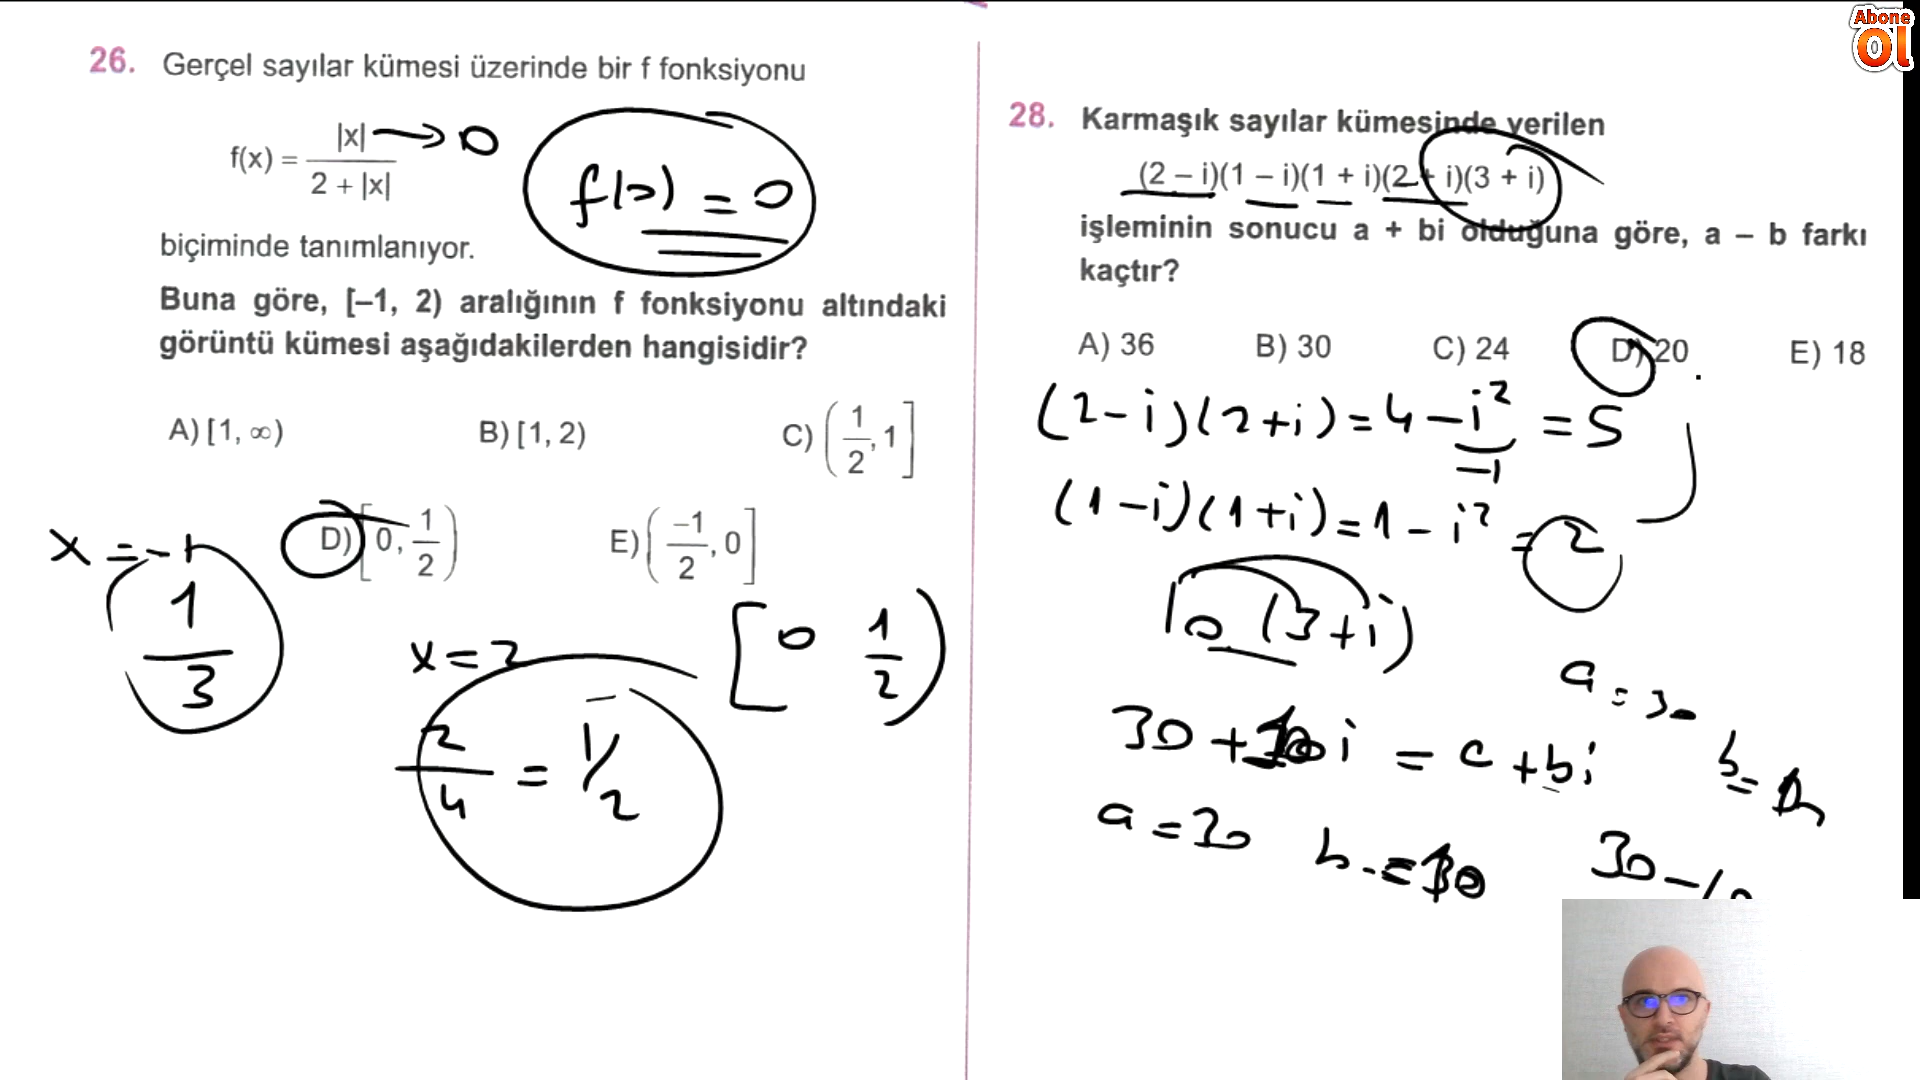 Abone
Ol
26. Gerçel sayılar kümesi üzerinde bir f fonksiyonu
f(x) = |x| / (2 + |x|) → 0
f(0) = 0
biçiminde tanımlanıyor.
Buna göre, [–1, 2) aralığının f fonksiyonu altındaki
görüntü kümesi aşağıdakilerden hangisidir?
A) [1, ∞) B) [1, 2) C) (1/2, 1]
D) [0, 1/2) E) (–1/2, 0]
x = -1
1/3
x = 2
2/4 = 1/2
[0 1/2)
28. Karmaşık sayılar kümesinde verilen
(2 – i)(1 – i)(1 + i)(2 + i)(3 + i)
işleminin sonucu a + bi olduğuna göre, a – b farkı
kaçtır?
A) 36 B) 30 C) 24 D) 20 E) 18
(2-i)(2+i) = 4 - i² = 5
-1
(1-i)(1+i) = 1 - i² = 2
10 (3+i)
a = 30
30 + 10i = a + bi
b = 10
a = 30 b = 10
30 - 10